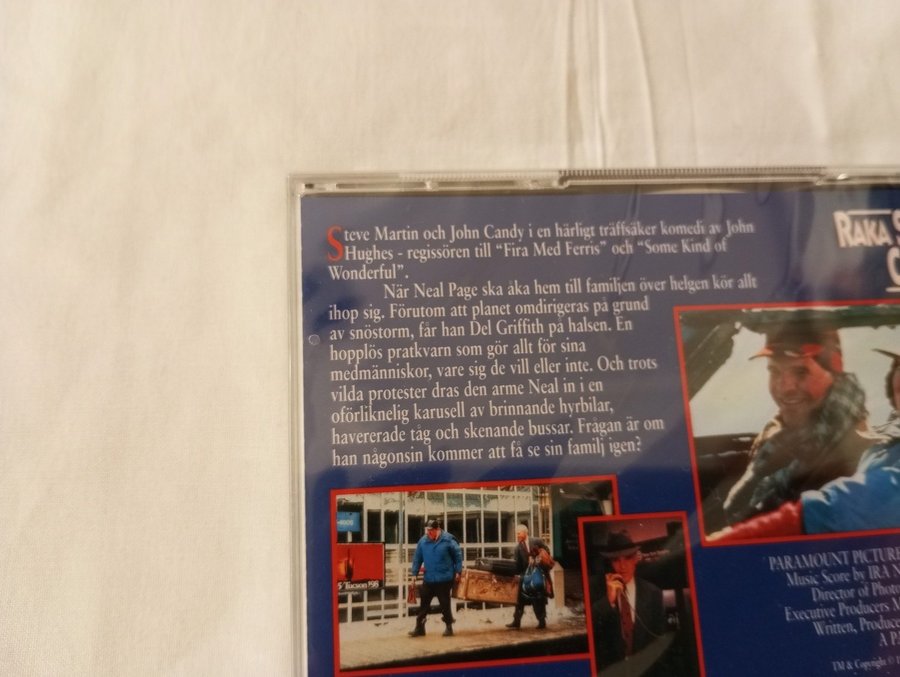 Steve Martin och John Candy i en härligt träffsäker komedi av John
Hughes - regissören till "Fira Med Ferris" och "Some Kind of
Wonderful".
När Neal Page ska åka hem till familjen över helgen kör allt
ihop sig. Förutom att planet omdirigeras på grund
av snöstorm, får han Del Griffith på halsen. En
hopplös pratkvarn som gör allt för sina
medmänniskor, vare sig de vill eller inte. Och trots
vilda protester dras den arme Neal in i en
oförliknelig karusell av brinnande hyrbilar,
havererade tåg och skenande bussar. Frågan är om
han någonsin kommer att få se sin familj igen?
RAKA
Tucson
PARAMOUNT PICTURE
Music Score by IRA
Director of Photo
Executive Producers
Written, Produce
TM & Copyright ©